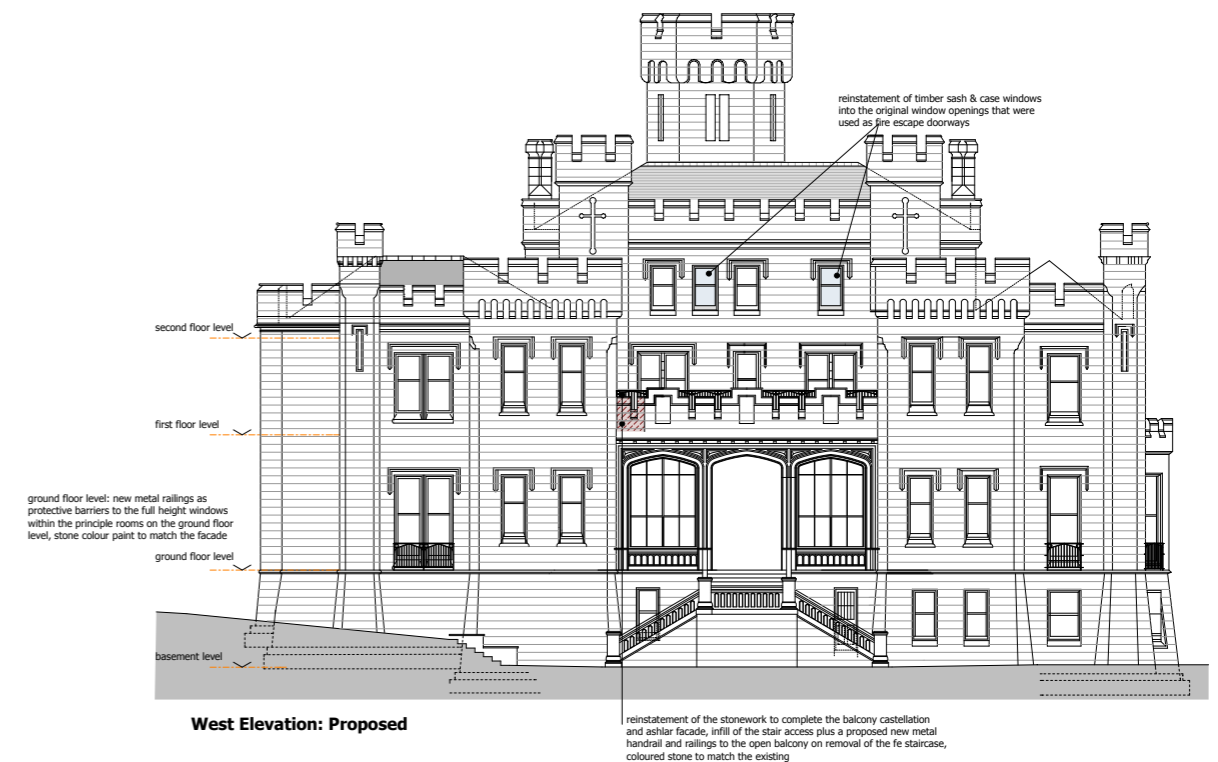 reinstatement of timber sash & case windows
into the original window openings that were
used as fire escape doorways
second floor level
first floor level
ground floor level: new metal railings as
protective barriers to the full height windows
within the principle rooms on the ground floor
level, stone colour paint to match the facade
ground floor level
basement level
West Elevation: Proposed
reinstatement of the stonework to complete the balcony castellation
and ashlar facade, infill of the stair access plus a proposed new metal
handrail and railings to the open balcony on removal of the fe staircase,
coloured stone to match the existing